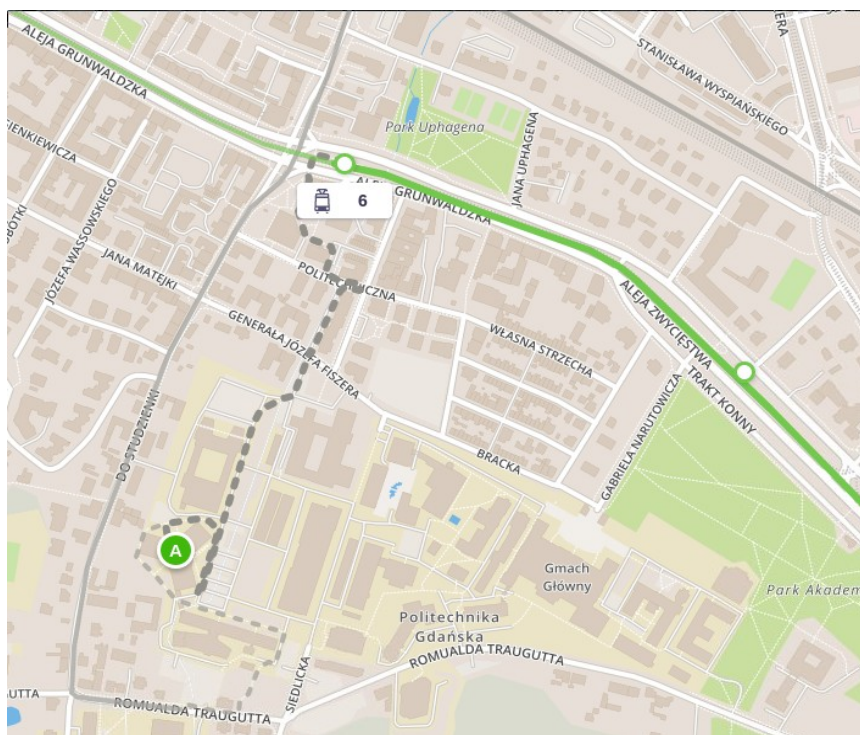 ALEJA GRUNWALDZKA
STANISŁAWA WYSPIAŃSKIEGO
Park Uphagena
JANA UPHAGENA
ALEJA GRUNWALDZKA
6
IENKIEWICZA
JÓZEFA WASSOWSKIEGO
JANA MATEJKI
POLITECHNICZNA
GENERAŁA JÓZEFA FISZERA
WŁASNA STRZECHA
ALEJA ZWYCIĘSTWA
TRAKT KONNY
GABRIELA NARUTOWICZA
BRACKA
DO STUDZIENKI
A
Gmach
Główny
Park Akadem
Politechnika
Gdańska
ROMUALDA TRAUGUTTA
SIEDLICKA
UTTA
ROMUALDA TRAUGUTTA